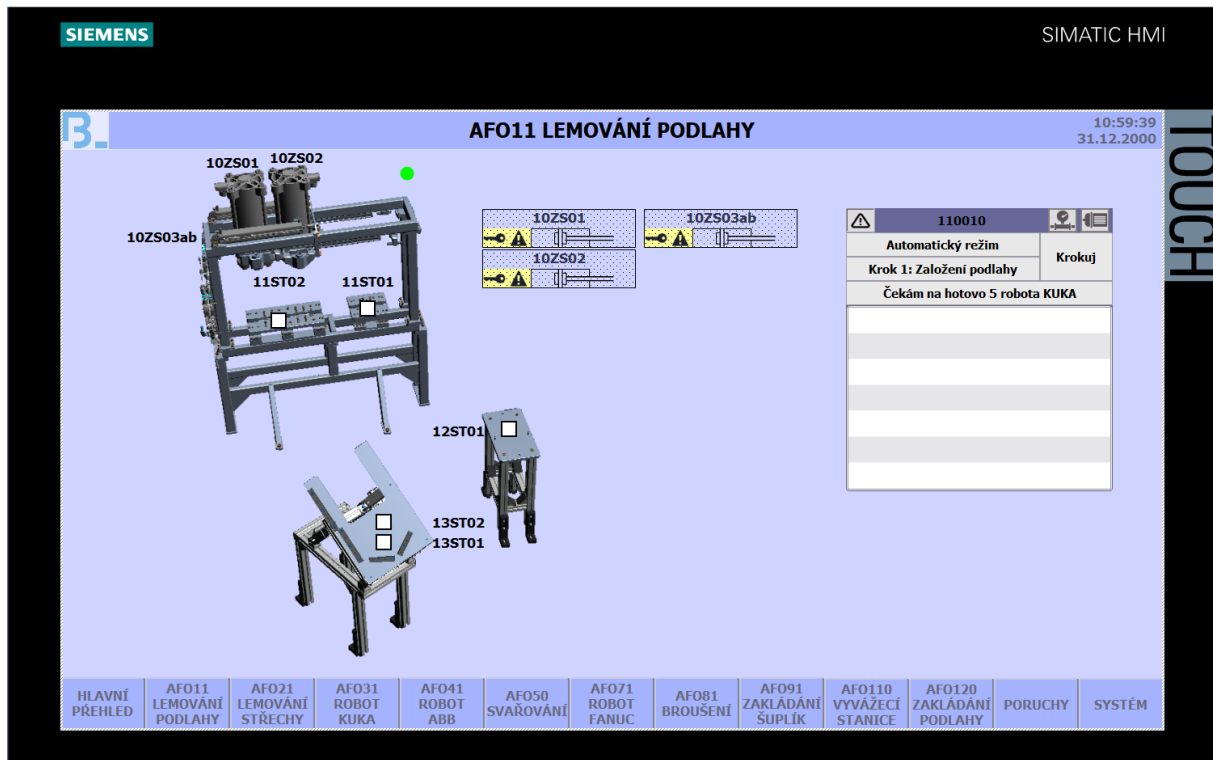 SIEMENS
SIMATIC HMI
TOUCH
AFO11 LEMOVÁNÍ PODLAHY
10:59:39
31.12.2000
10ZS01
10ZS02
10ZS03ab
11ST02
11ST01
12ST01
13ST02
13ST01
10ZS01
10ZS03ab
10ZS02
110010
Automatický režim
Krokuj
Krok 1: Založení podlahy
Čekám na hotovo 5 robota KUKA
HLAVNÍ
PŘEHLED
AFO11
LEMOVÁNÍ
PODLAHY
AFO21
LEMOVÁNÍ
STŘECHY
AFO31
ROBOT
KUKA
AFO41
ROBOT
ABB
AFO50
SVAŘOVÁNÍ
AFO71
ROBOT
FANUC
AFO81
BROUŠENÍ
AFO91
ZAKLÁDÁNÍ
ŠUPLÍK
AFO110
VYVÁŽECÍ
STANICE
AFO120
ZAKLÁDÁNÍ
PODLAHY
PORUCHY
SYSTÉM